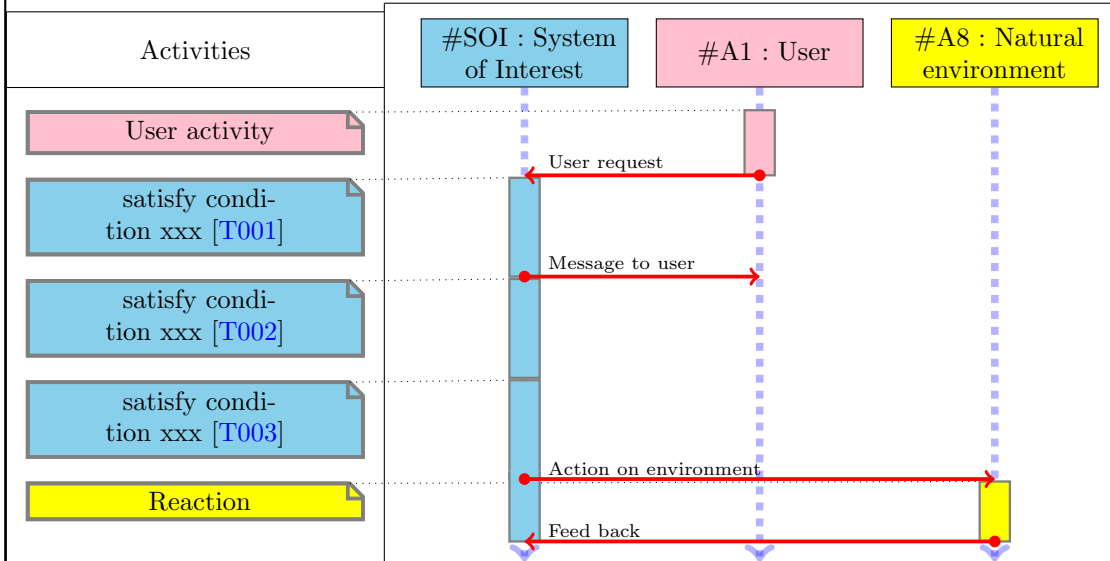 Activities
#SOI : System
of Interest
#A1 : User
#A8 : Natural
environment
User activity
User request
satisfy condi-
tion xxx [T001]
Message to user
satisfy condi-
tion xxx [T002]
satisfy condi-
tion xxx [T003]
Action on environment
Reaction
Feed back